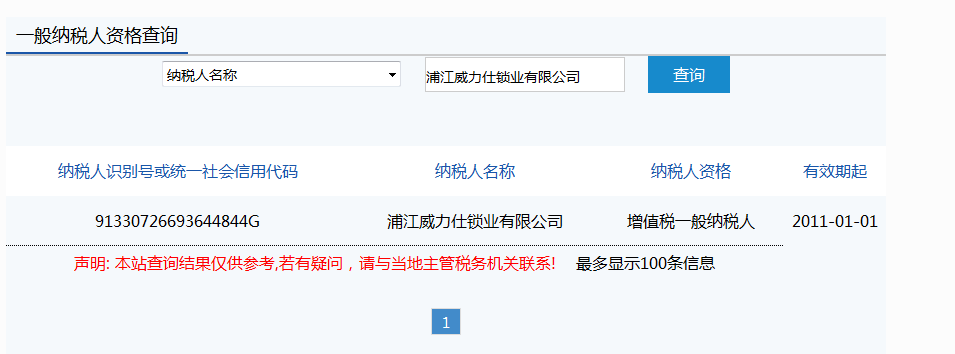 一般纳税人资格查询
纳税人名称 浦江威力仕锁业有限公司 查询
纳税人识别号或统一社会信用代码 纳税人名称 纳税人资格 有效期起
91330726693644844G 浦江威力仕锁业有限公司 增值税一般纳税人 2011-01-01
声明: 本站查询结果仅供参考,若有疑问，请与当地主管税务机关联系! 最多显示100条信息
1